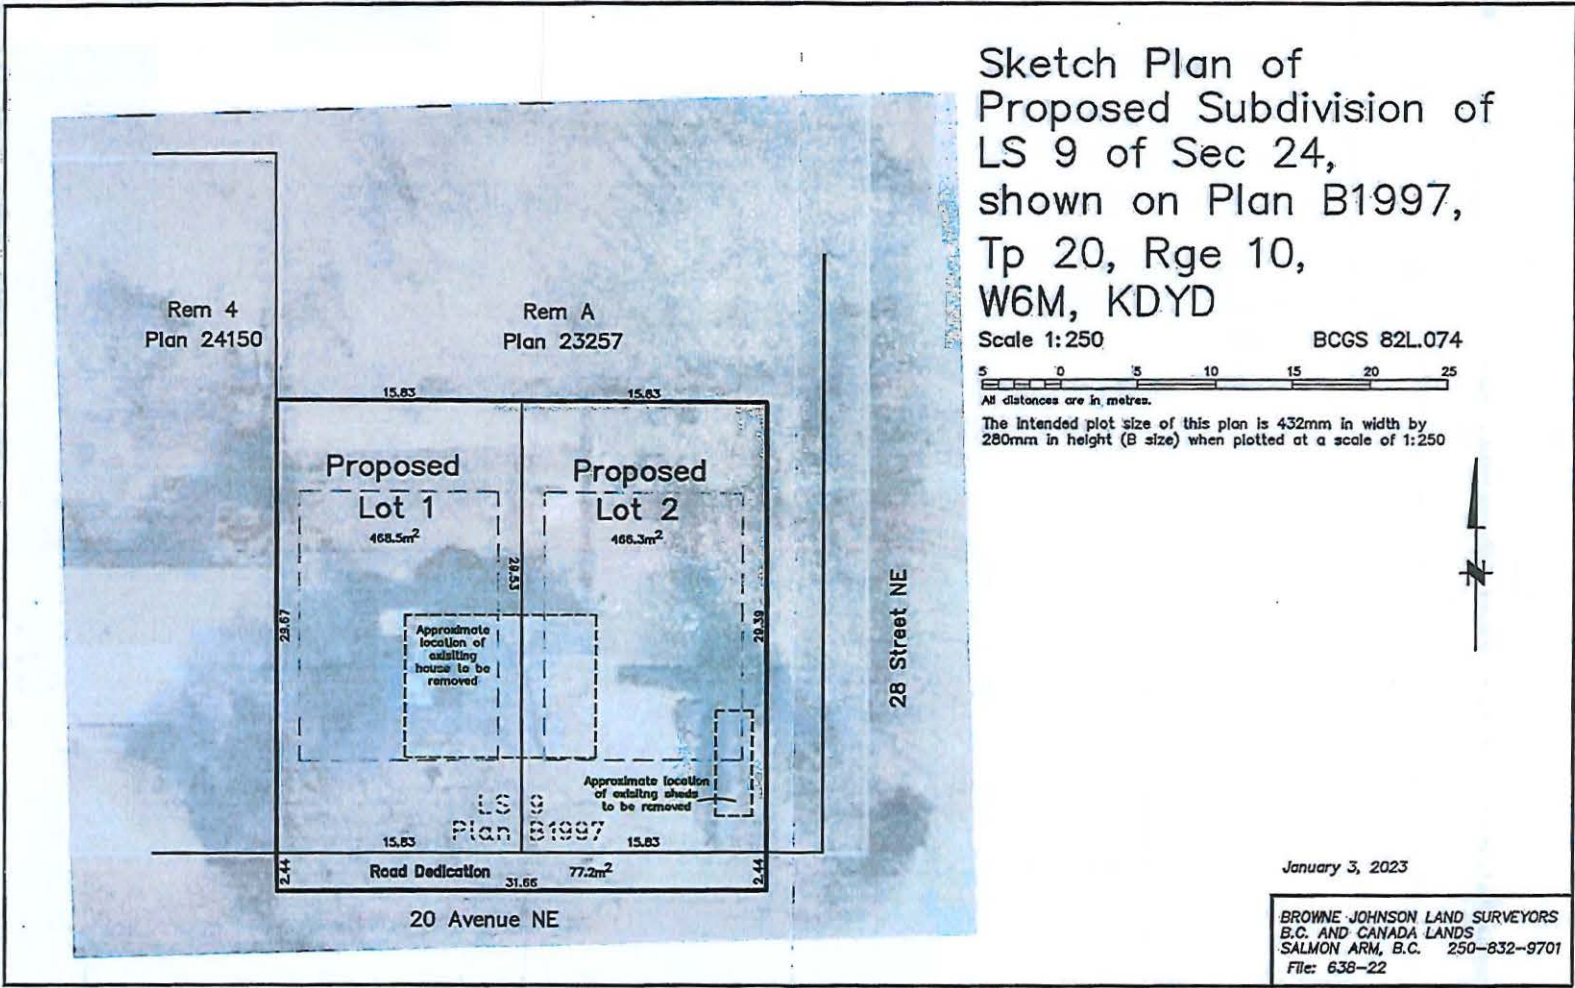 Sketch Plan of
Proposed Subdivision of
LS 9 of Sec 24,
shown on Plan B1997,
Tp 20, Rge 10,
W6M, KDYD
Scale 1:250 BCGS 82L.074
5 0 5 10 15 20 25
All distances are in metres.
The intended plot size of this plan is 432mm in width by
280mm in height (B size) when plotted at a scale of 1:250
Rem 4
Plan 24150
Rem A
Plan 23257
15.83 15.83
Proposed
Lot 1
468.5m²
Proposed
Lot 2
466.3m²
29.67
29.53
29.39
Approximate
location of
exisiting
house to be
removed
Approximate location
of exisitng sheds
to be removed
LS 9
Plan B1997
15.83 15.83
2.44
2.44
Road Dedication 77.2m²
31.66
20 Avenue NE
28 Street NE
N
January 3, 2023
BROWNE JOHNSON LAND SURVEYORS
B.C. AND CANADA LANDS
SALMON ARM, B.C. 250-832-9701
File: 638-22